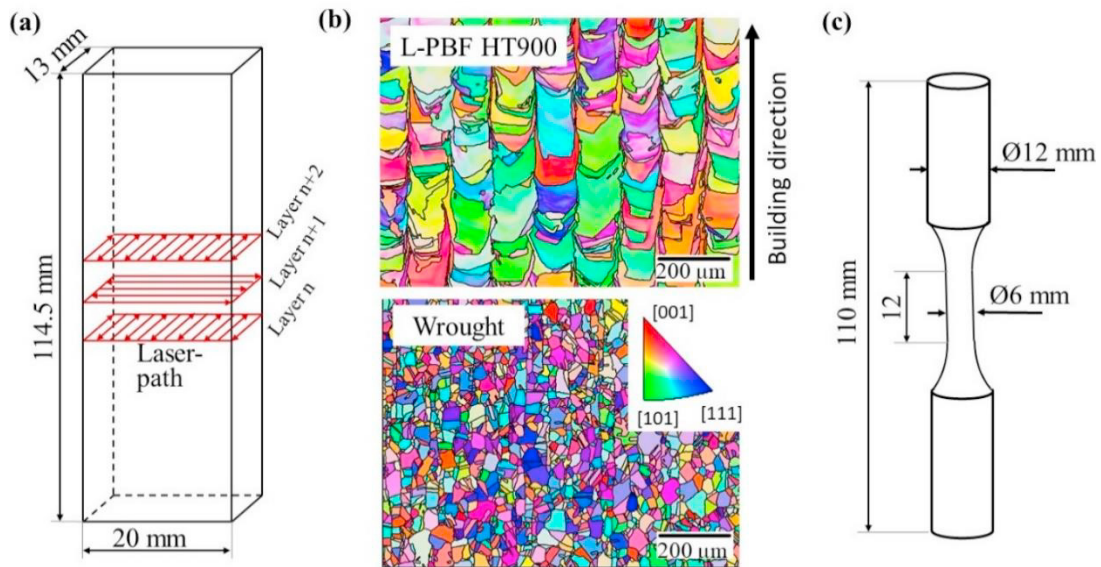 (a)
13 mm
114.5 mm
Layer n+2
Layer n+1
Layer n
Laser-
path
20 mm
(b)
L-PBF HT900
200 µm
Building direction
Wrought
[001]
[101]
[111]
200 µm
(c)
Ø12 mm
110 mm
12
Ø6 mm